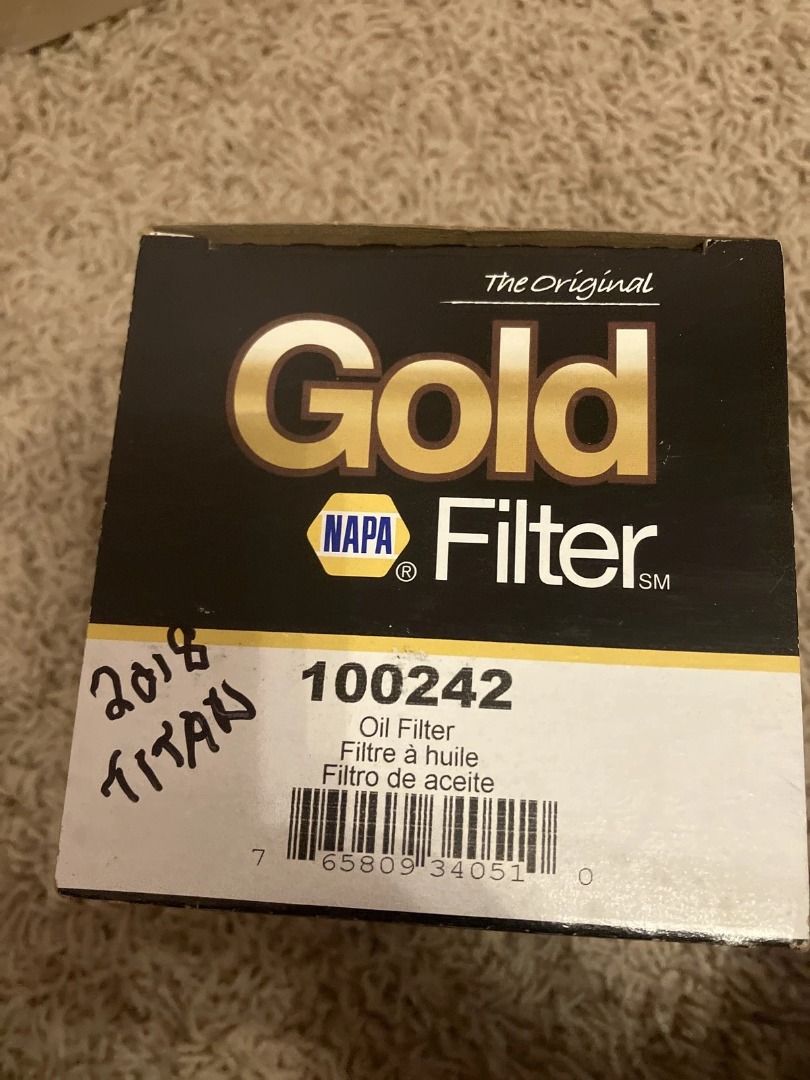 The Original
Gold
NAPA® Filter SM
2018
TITAN
100242
Oil Filter
Filtre à huile
Filtro de aceite
7 65809 34051 0